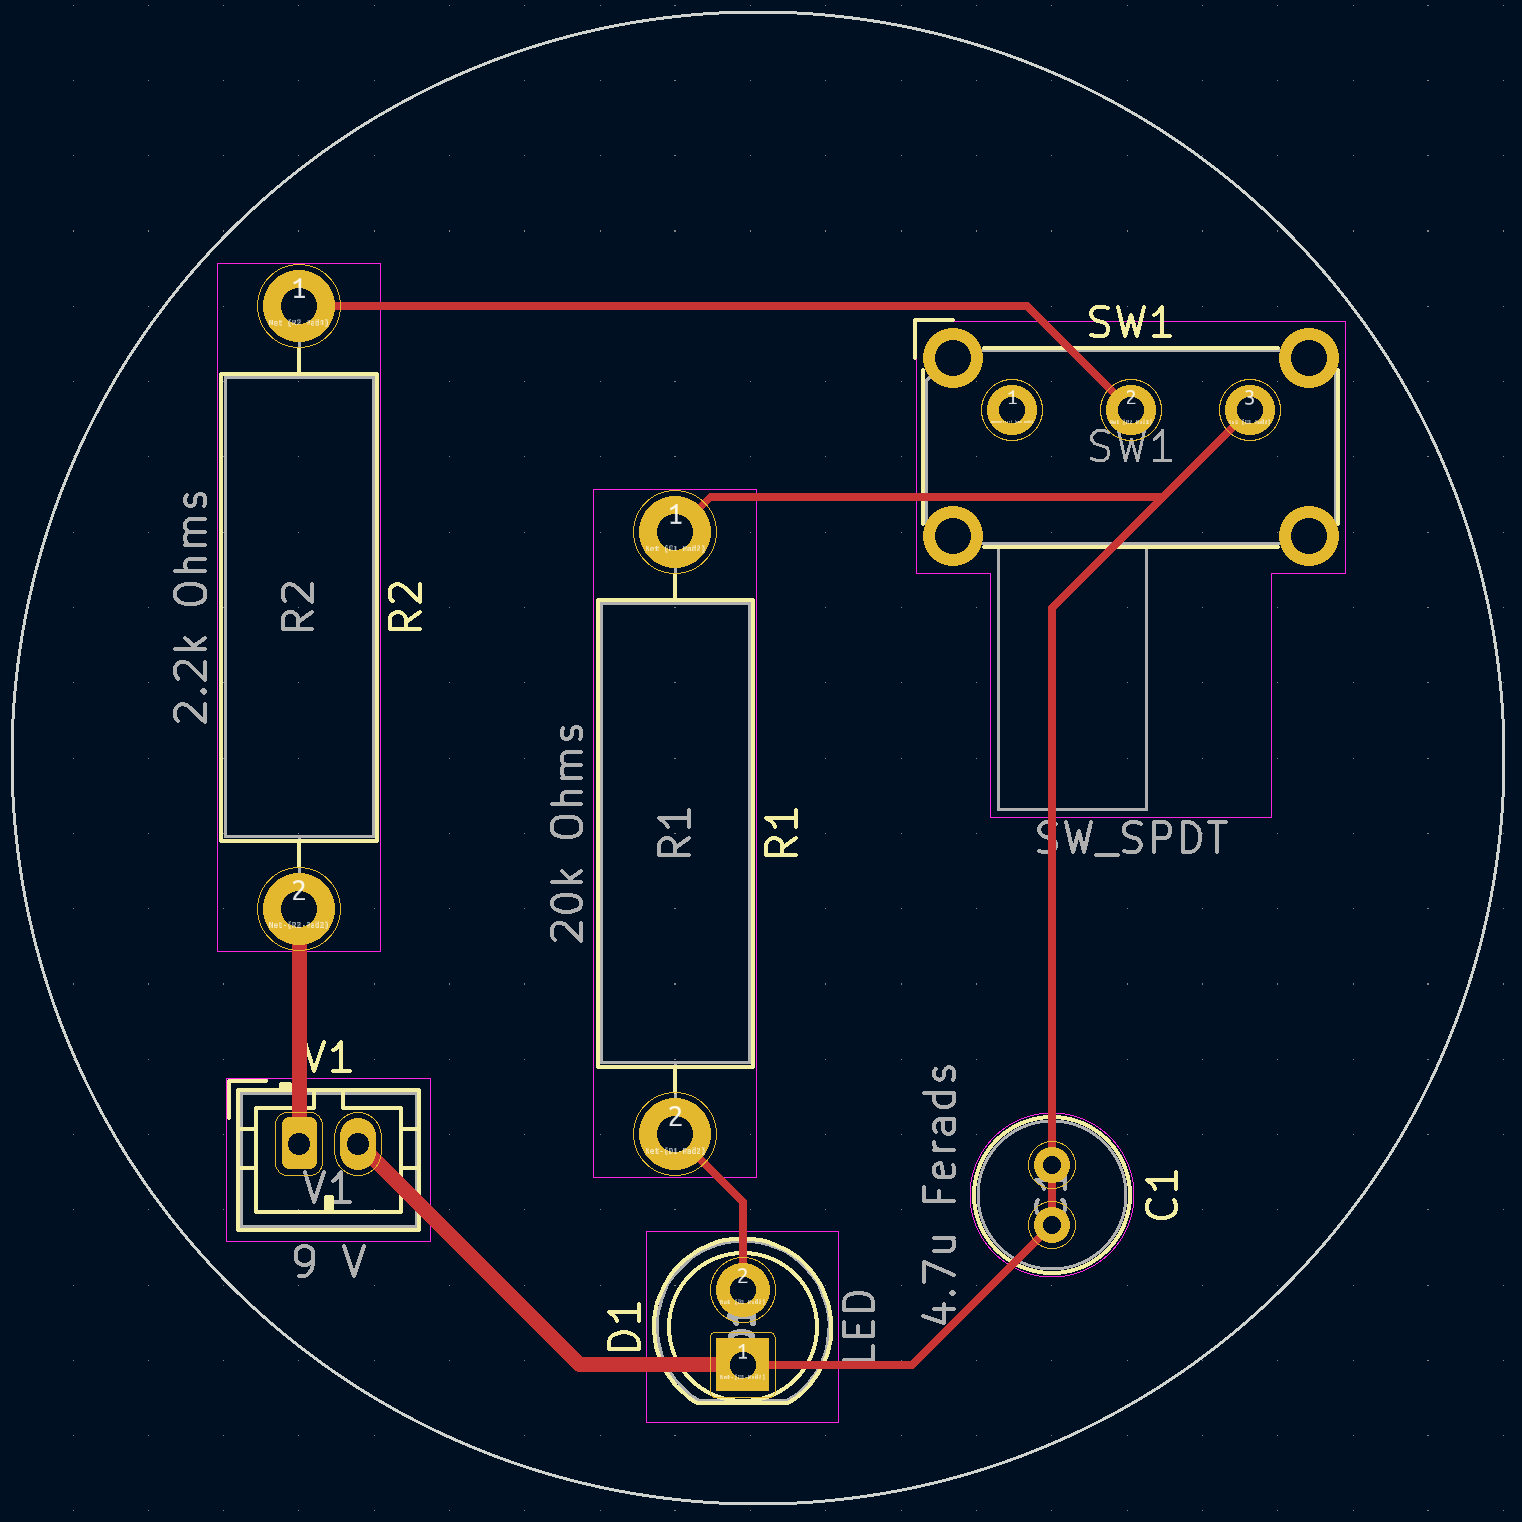 1
SW1
1
2
3
SW1
2.2k Ohms
R2
R2
1
20k Ohms
R1
R1
SW_SPDT
2
V1
V1
9 V
2
4.7u Ferads
C1
C1
D1
2
D1
1
LED